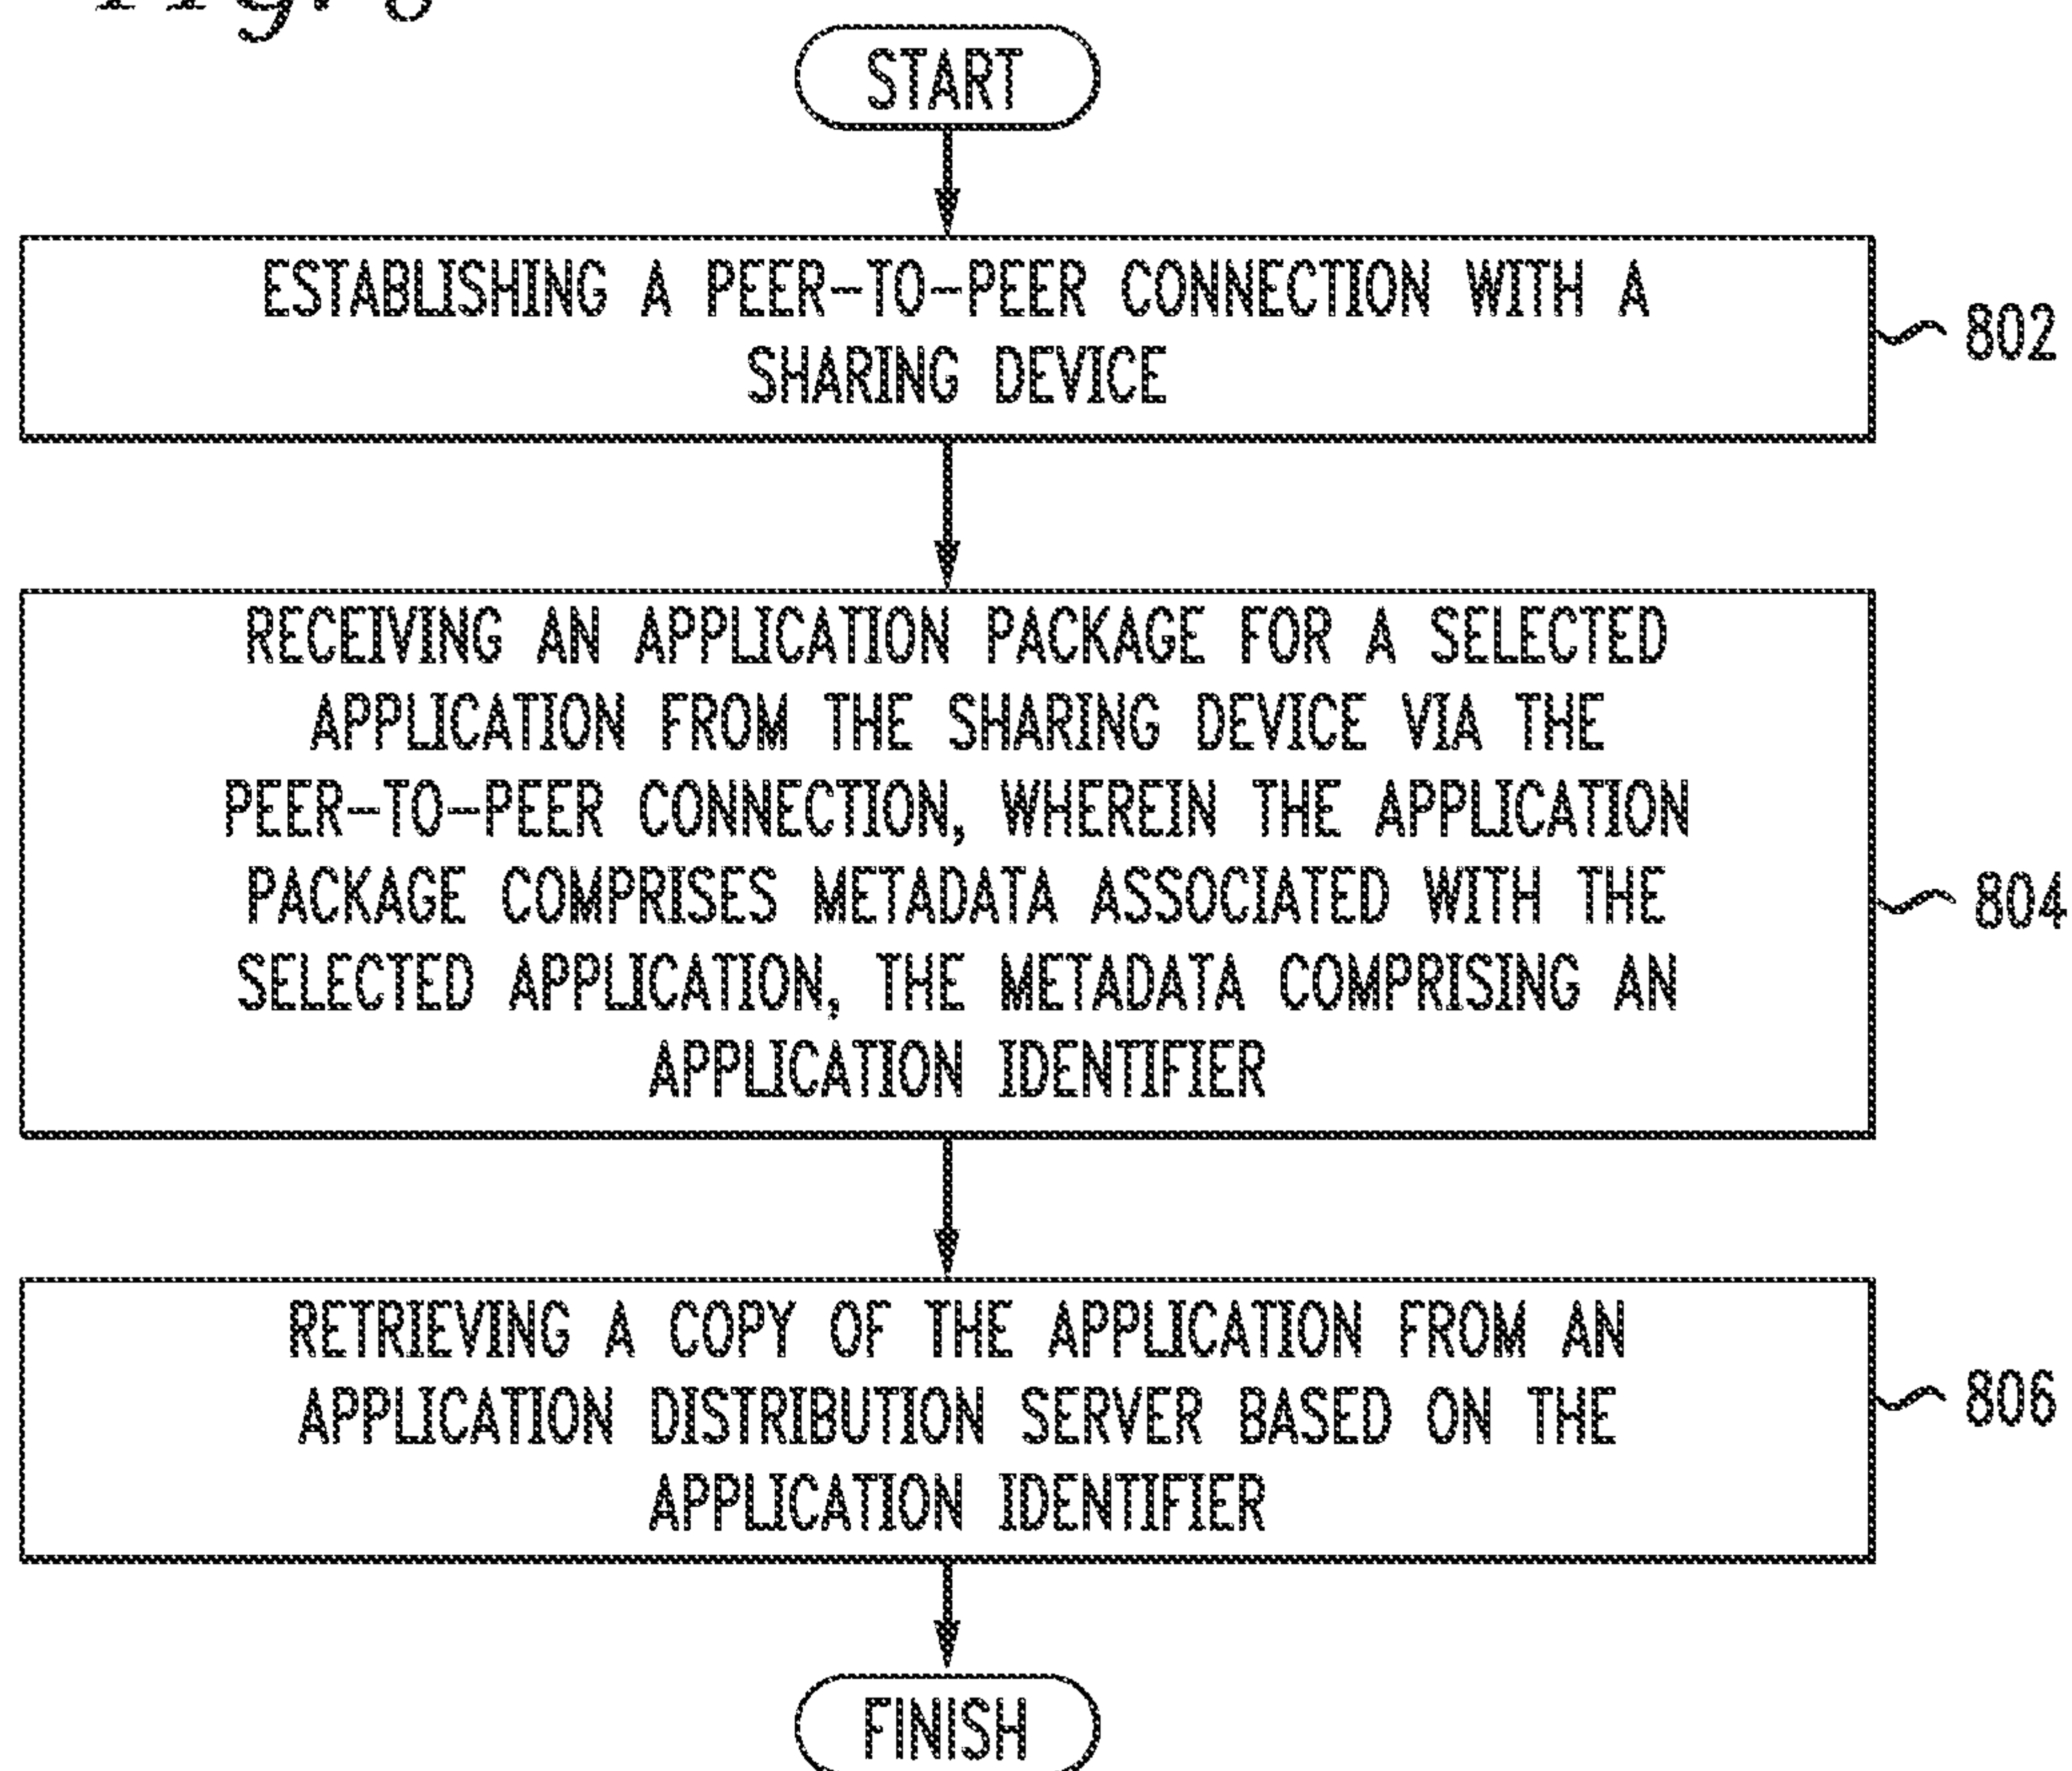 START
ESTABLISHING A PEER-TO-PEER CONNECTION WITH A
SHARING DEVICE
802
RECEIVING AN APPLICATION PACKAGE FOR A SELECTED
APPLICATION FROM THE SHARING DEVICE VIA THE
PEER-TO-PEER CONNECTION, WHEREIN THE APPLICATION
PACKAGE COMPRISES METADATA ASSOCIATED WITH THE
SELECTED APPLICATION, THE METADATA COMPRISING AN
APPLICATION IDENTIFIER
804
RETRIEVING A COPY OF THE APPLICATION FROM AN
APPLICATION DISTRIBUTION SERVER BASED ON THE
APPLICATION IDENTIFIER
806
FINISH